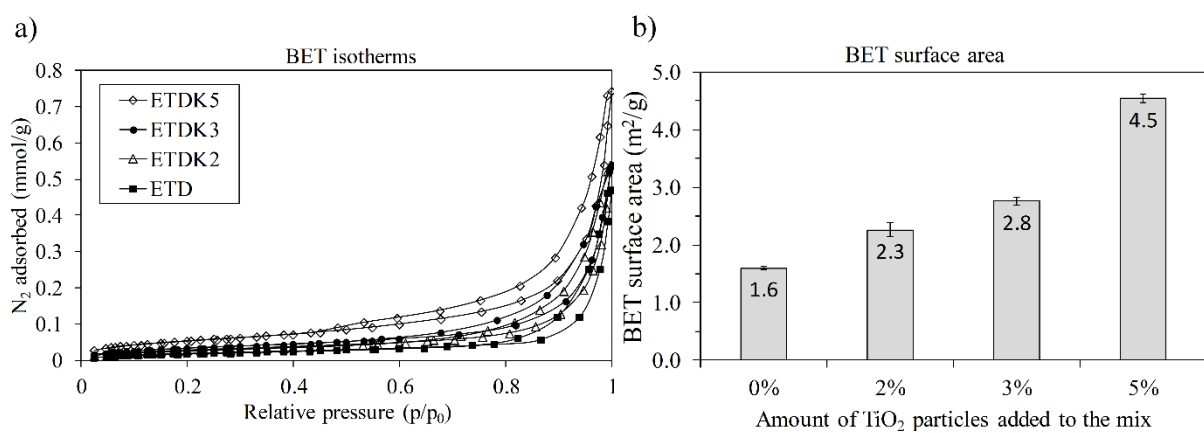 a)
BET isotherms
0.8
0.7
0.6
0.5
0.4
0.3
0.2
0.1
0
N₂ adsorbed (mmol/g)
ETDK5
ETDK3
ETDK2
ETD
0 0.2 0.4 0.6 0.8 1
Relative pressure (p/p₀)
b)
BET surface area
5.0
4.0
3.0
2.0
1.0
0.0
BET surface area (m²/g)
1.6
2.3
2.8
4.5
0% 2% 3% 5%
Amount of TiO₂ particles added to the mix